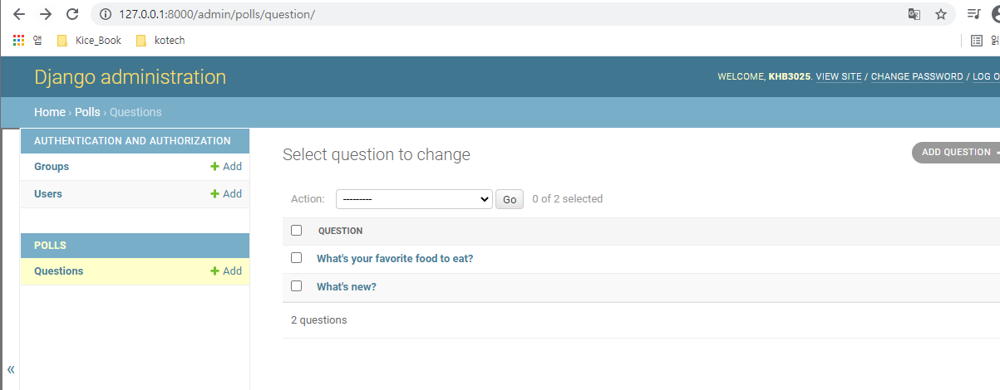 127.0.0.1:8000/admin/polls/question/
앱 Kice_Book kotech
Django administration
WELCOME, KHB3025. VIEW SITE / CHANGE PASSWORD / LOG O
Home › Polls › Questions
AUTHENTICATION AND AUTHORIZATION
Groups + Add
Users + Add
POLLS
Questions + Add
«
Select question to change
ADD QUESTION
Action: --------- Go 0 of 2 selected
QUESTION
What's your favorite food to eat?
What's new?
2 questions